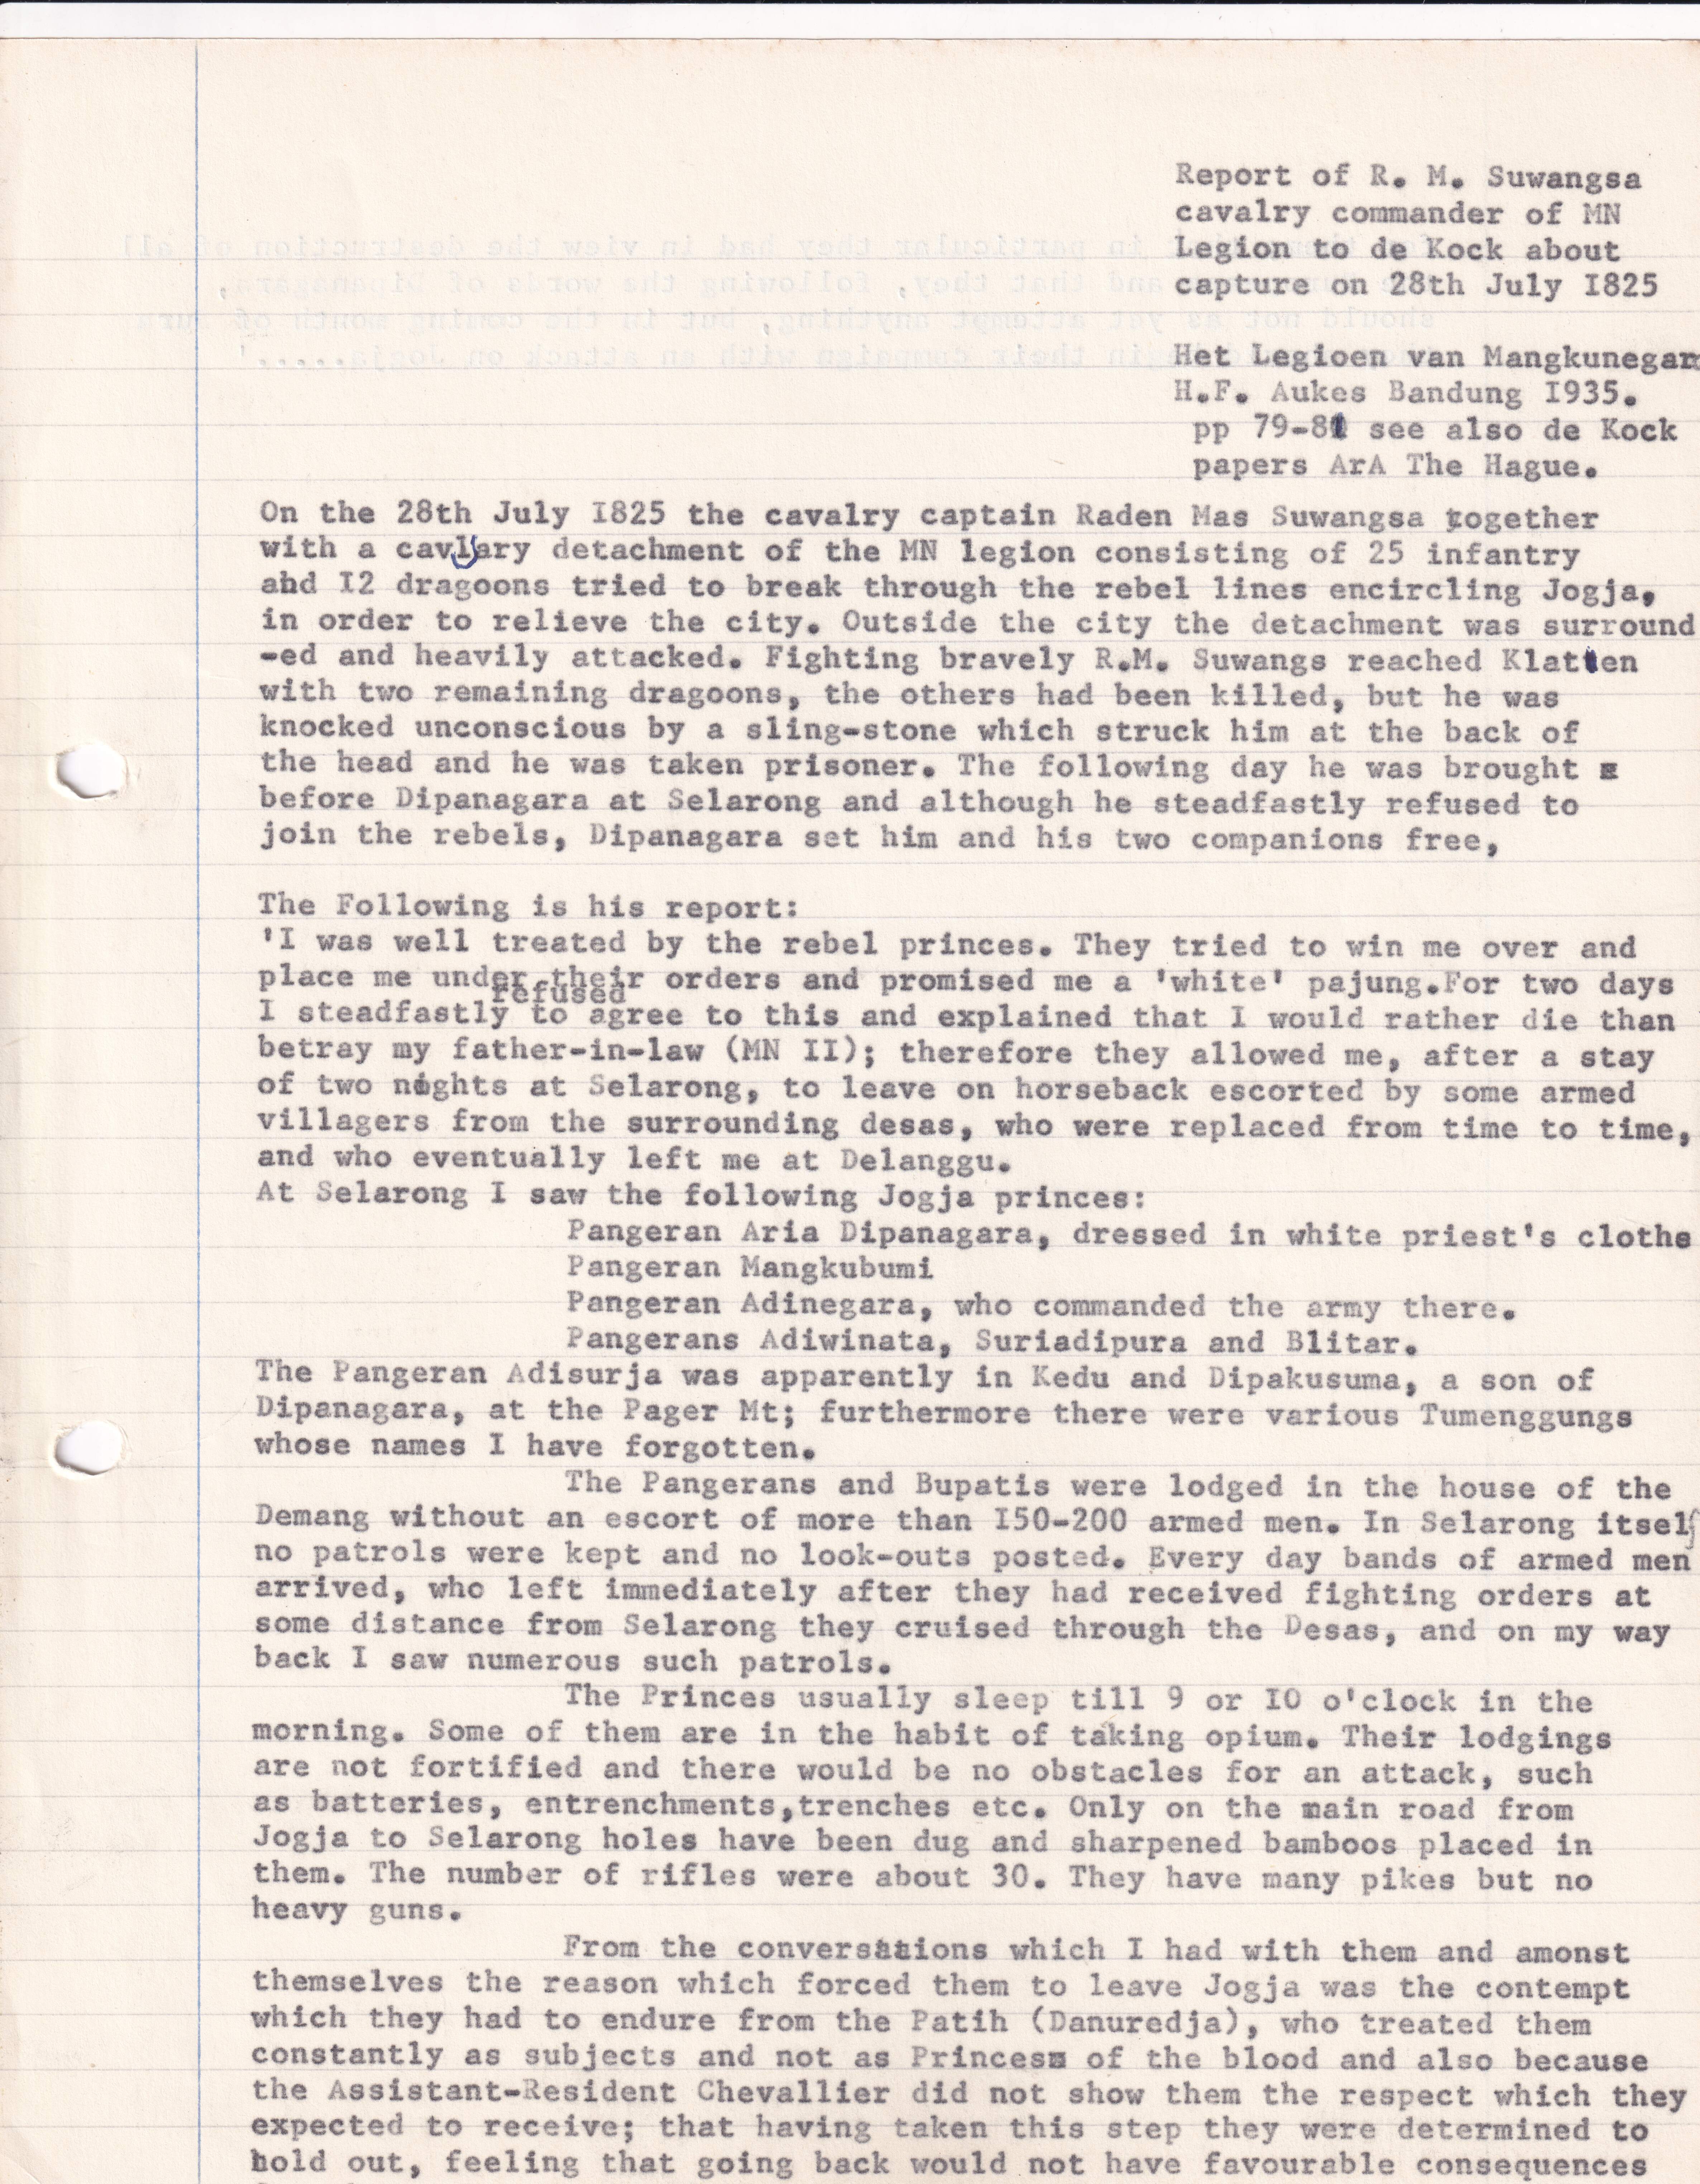 Report of R. M. Suwangsa
cavalry commander of MN
Legion to de Kock about
capture on 28th July I825
Het Legioen van Mangkunegar
H.F. Aukes Bandung I935.
pp 79-81 see also de Kock
papers ArA The Hague.
On the 28th July I825 the cavalry captain Raden Mas Suwangsa together
with a cavlary detachment of the MN legion consisting of 25 infantry
and I2 dragoons tried to break through the rebel lines encircling Jogja,
in order to relieve the city. Outside the city the detachment was surround
-ed and heavily attacked. Fighting bravely R.M. Suwangs reached Klatten
with two remaining dragoons, the others had been killed, but he was
knocked unconscious by a sling-stone which struck him at the back of
the head and he was taken prisoner. The following day he was brought
before Dipanagara at Selarong and although he steadfastly refused to
join the rebels, Dipanagara set him and his two companions free,
The Following is his report:
'I was well treated by the rebel princes. They tried to win me over and
place me under their orders and promised me a 'white' pajung.For two days
refused
I steadfastly to agree to this and explained that I would rather die than
betray my father-in-law (MN II); therefore they allowed me, after a stay
of two nights at Selarong, to leave on horseback escorted by some armed
villagers from the surrounding desas, who were replaced from time to time,
and who eventually left me at Delanggu.
At Selarong I saw the following Jogja princes:
Pangeran Aria Dipanagara, dressed in white priest's cloths
Pangeran Mangkubumi
Pangeran Adinegara, who commanded the army there.
Pangerans Adiwinata, Suriadipura and Blitar.
The Pangeran Adisurja was apparently in Kedu and Dipakusuma, a son of
Dipanagara, at the Pager Mt; furthermore there were various Tumenggungs
whose names I have forgotten.
The Pangerans and Bupatis were lodged in the house of the
Demang without an escort of more than I50-200 armed men. In Selarong itself
no patrols were kept and no look-outs posted. Every day bands of armed men
arrived, who left immediately after they had received fighting orders at
some distance from Selarong they cruised through the Desas, and on my way
back I saw numerous such patrols.
The Princes usually sleep till 9 or IO o'clock in the
morning. Some of them are in the habit of taking opium. Their lodgings
are not fortified and there would be no obstacles for an attack, such
as batteries, entrenchments,trenches etc. Only on the main road from
Jogja to Selarong holes have been dug and sharpened bamboos placed in
them. The number of rifles were about 30. They have many pikes but no
heavy guns.
From the conversations which I had with them and amonst
themselves the reason which forced them to leave Jogja was the contempt
which they had to endure from the Patih (Danuredja), who treated them
constantly as subjects and not as Princes of the blood and also because
the Assistant-Resident Chevallier did not show them the respect which they
expected to receive; that having taken this step they were determined to
hold out, feeling that going back would not have favourable consequences